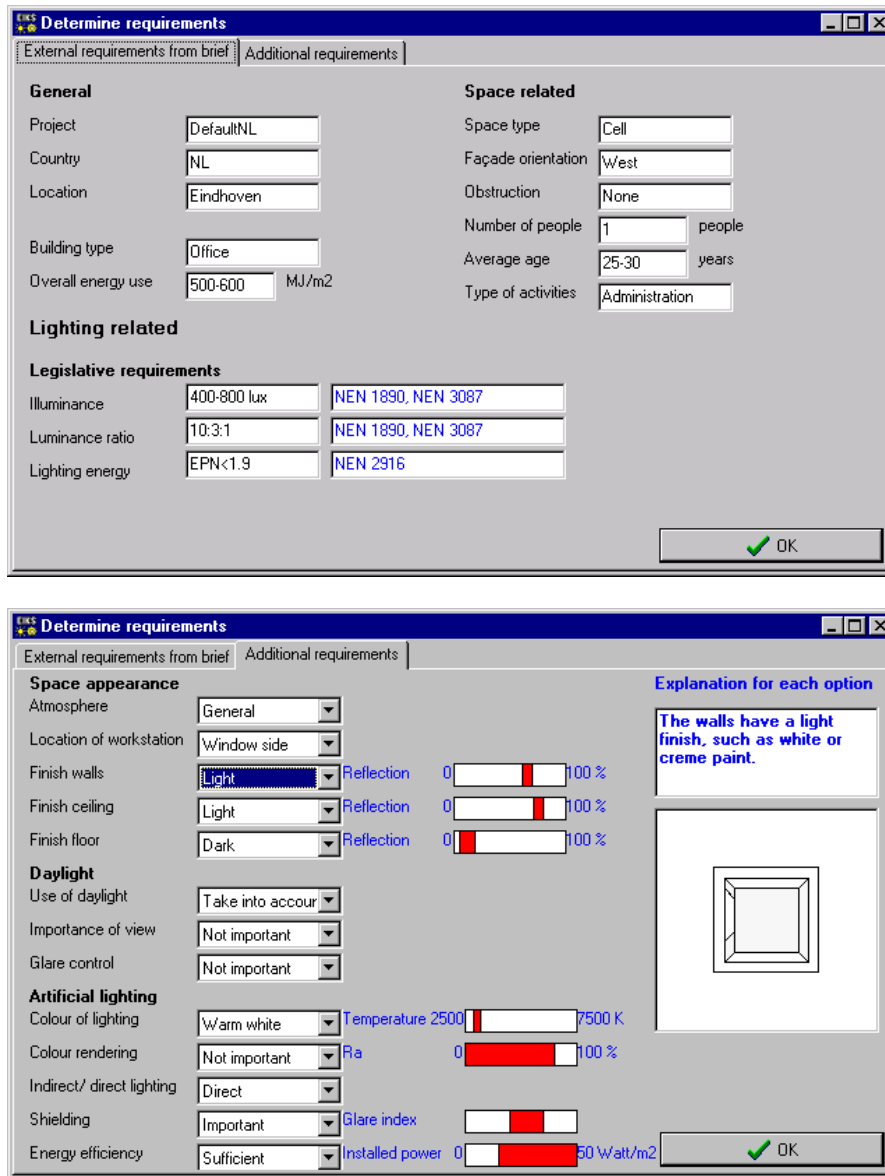 EIKS Determine requirements
External requirements from brief Additional requirements
General Space related
Project DefaultNL Space type Cell
Country NL Façade orientation West
Location Eindhoven Obstruction None
Number of people 1 people
Building type Office Average age 25-30 years
Overall energy use 500-600 MJ/m2 Type of activities Administration
Lighting related
Legislative requirements
Illuminance 400-800 lux NEN 1890, NEN 3087
Luminance ratio 10:3:1 NEN 1890, NEN 3087
Lighting energy EPN<1.9 NEN 2916
OK
EIKS Determine requirements
External requirements from brief Additional requirements
Space appearance Explanation for each option
Atmosphere General The walls have a light
Location of workstation Window side finish, such as white or
creme paint.
Finish walls Light Reflection 0 100 %
Finish ceiling Light Reflection 0 100 %
Finish floor Dark Reflection 0 100 %
Daylight
Use of daylight Take into accour
Importance of view Not important
Glare control Not important
Artificial lighting
Colour of lighting Warm white Temperature 2500 7500 K
Colour rendering Not important Ra 0 100 %
Indirect/ direct lighting Direct
Shielding Important Glare index
Energy efficiency Sufficient Installed power 0 50 Watt/m2 OK